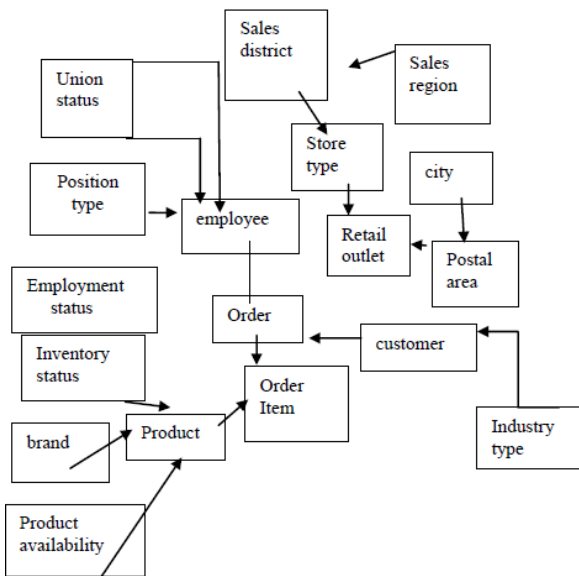 Sales
district
Union
status
Sales
region
Store
type
Position
type
city
employee
Retail
outlet
Postal
area
Employment
status
Order
customer
Inventory
status
Order
Item
brand
Product
Industry
type
Product
availability